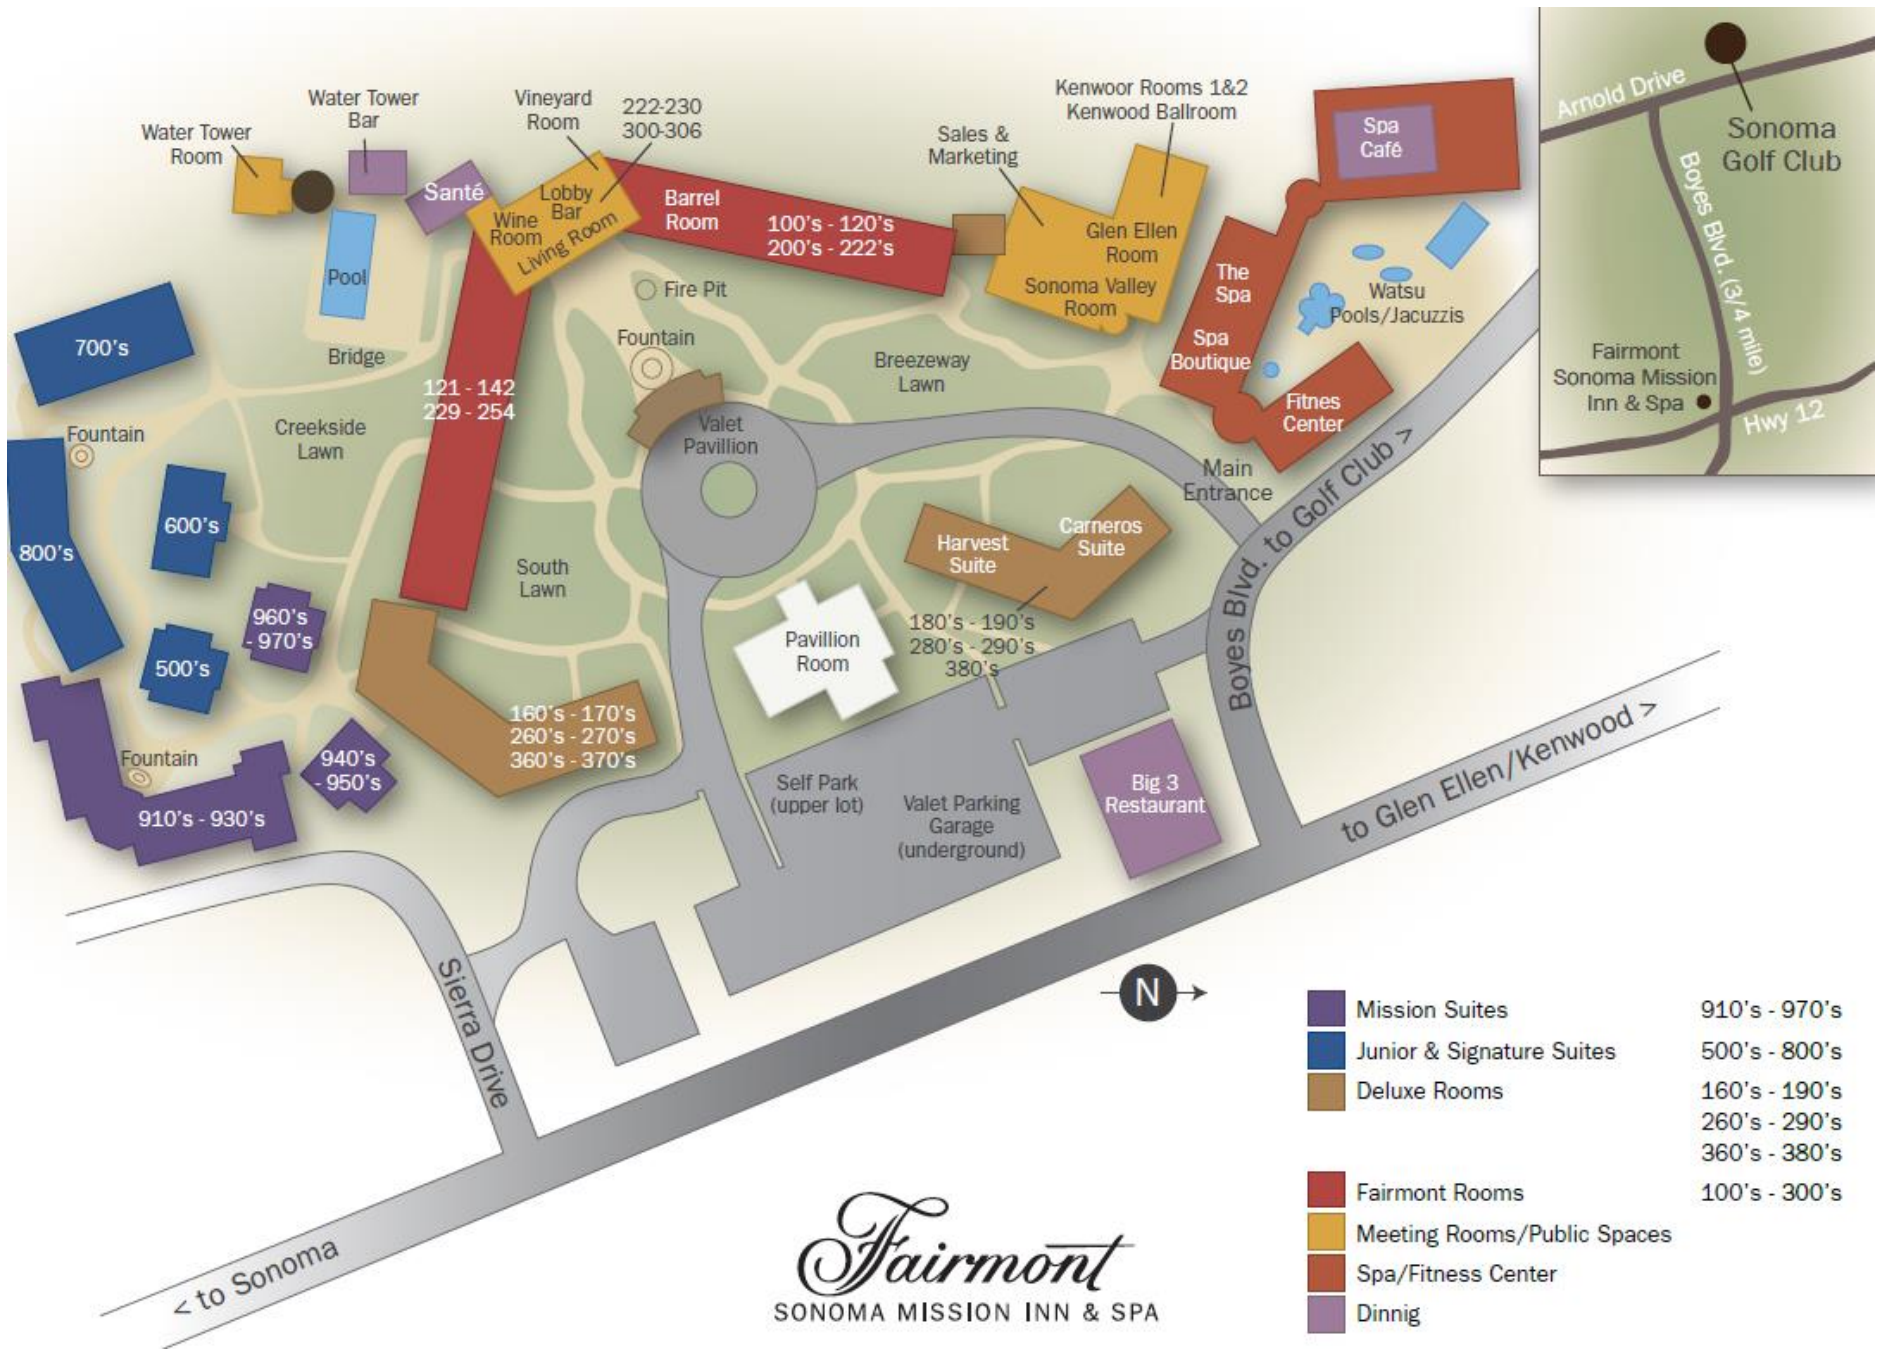 Water Tower
Room
Water Tower
Bar
Vineyard
Room
222-230
300-306
Sales &
Marketing
Kenwoor Rooms 1&2
Kenwood Ballroom
Spa
Café
Arnold Drive
Sonoma
Golf Club
Boyes Blvd. (3/4 mile)
Fairmont
Sonoma Mission
Inn & Spa
Hwy 12
Santé
Lobby
Bar
Wine
Room
Living Room
Barrel
Room
100's - 120's
200's - 222's
Glen Ellen
Room
Sonoma Valley
Room
The
Spa
Spa
Boutique
Watsu
Pools/Jacuzzis
Fitnes
Center
Pool
Bridge
Fire Pit
Fountain
Valet
Pavilion
Breezeway
Lawn
Main
Entrance
Boyes Blvd. to Golf Club >
700's
Fountain
Creekside
Lawn
121 - 142
229 - 254
600's
800's
960's
- 970's
500's
South
Lawn
Harvest
Suite
Carneros
Suite
180's - 190's
280's - 290's
380's
Pavillion
Room
160's - 170's
260's - 270's
360's - 370's
Fountain
940's
- 950's
910's - 930's
Self Park
(upper lot)
Valet Parking
Garage
(underground)
Big 3
Restaurant
to Glen Ellen/Kenwood >
Sierra Drive
< to Sonoma
N
Mission Suites 910's - 970's
Junior & Signature Suites 500's - 800's
Deluxe Rooms 160's - 190's
260's - 290's
360's - 380's
Fairmont Rooms 100's - 300's
Meeting Rooms/Public Spaces
Spa/Fitness Center
Dinnig
Fairmont
SONOMA MISSION INN & SPA